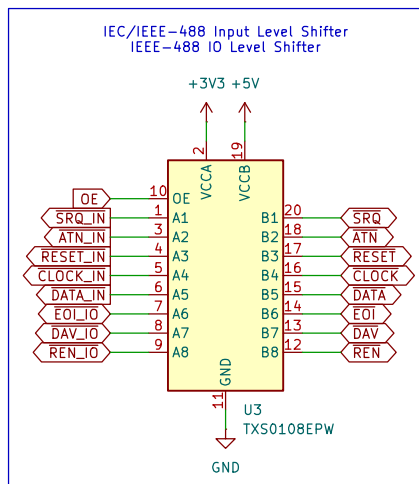 IEC/IEEE-488 Input Level Shifter
IEEE-488 IO Level Shifter
+3V3 +5V
2 19
VCCA VCCB
OE 10 OE
SRQ_IN 1 A1 B1 20 SRQ
ATN_IN 3 A2 B2 18 ATN
RESET_IN 4 A3 B3 17 RESET
CLOCK_IN 5 A4 B4 16 CLOCK
DATA_IN 6 A5 B5 15 DATA
EOI_IO 7 A6 B6 14 EOI
DAV_IO 8 A7 B7 13 DAV
REN_IO 9 A8 B8 12 REN
GND
11
U3
TXS0108EPW
GND